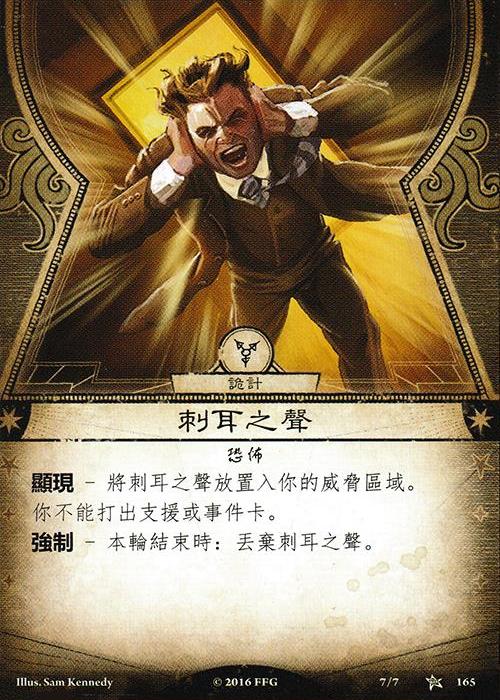 詭計
刺耳之聲
恐佈
顯現 – 將刺耳之聲放置入你的威脅區域。
你不能打出支援或事件卡。
強制 – 本輪結束時：丟棄刺耳之聲。
Illus. Sam Kennedy © 2016 FFG 7/7 165